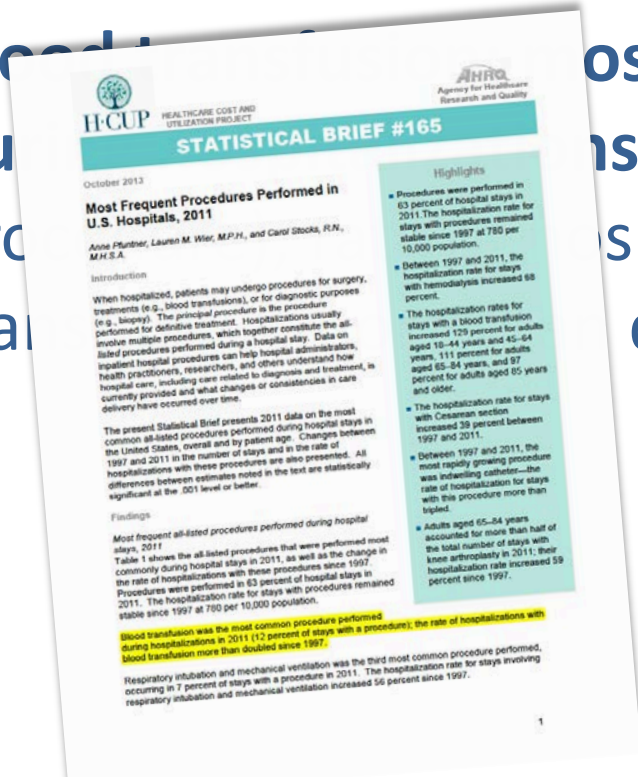 H·CUP
HEALTHCARE COST AND
UTILIZATION PROJECT
AHRQ
Agency for Healthcare
Research and Quality
STATISTICAL BRIEF #165
October 2013
Most Frequent Procedures Performed in
U.S. Hospitals, 2011
Anne Pfuntner, Lauren M. Wier, M.P.H., and Carol Stocks, R.N.,
M.H.S.A.
Introduction
When hospitalized, patients may undergo procedures for surgery,
treatments (e.g., blood transfusions), or for diagnostic purposes
(e.g., biopsy). The principal procedure is the procedure
performed for definitive treatment. Hospitalizations usually
involve multiple procedures, which together constitute the all-
listed procedures performed during a hospital stay. Data on
inpatient hospital procedures can help hospital administrators,
health practitioners, researchers, and others understand how
hospital care, including care related to diagnosis and treatment, is
currently provided and what changes or consistencies in care
delivery have occurred over time.
The present Statistical Brief presents 2011 data on the most
common all-listed procedures performed during hospital stays in
the United States, overall and by patient age. Changes between
1997 and 2011 in the number of stays and in the rate of
hospitalizations with these procedures are also presented. All
differences between estimates noted in the text are statistically
significant at the .001 level or better.
Findings
Most frequent all-listed procedures performed during hospital
stays, 2011
Table 1 shows the all-listed procedures that were performed most
commonly during hospital stays in 2011, as well as the change in
the rate of hospitalizations with these procedures since 1997.
Procedures were performed in 63 percent of hospital stays in
2011. The hospitalization rate for stays with procedures remained
stable since 1997 at 780 per 10,000 population.
Blood transfusion was the most common procedure performed
during hospitalizations in 2011 (12 percent of stays with a procedure); the rate of hospitalizations with
blood transfusion more than doubled since 1997.
Respiratory intubation and mechanical ventilation was the third most common procedure performed,
occurring in 7 percent of stays with a procedure in 2011. The hospitalization rate for stays involving
respiratory intubation and mechanical ventilation increased 56 percent since 1997.
Highlights
Procedures were performed in
63 percent of hospital stays in
2011.The hospitalization rate for
stays with procedures remained
stable since 1997 at 780 per
10,000 population.
Between 1997 and 2011, the
hospitalization rate for stays
with hemodialysis increased 68
percent.
The hospitalization rates for
stays with a blood transfusion
increased 129 percent for adults
aged 18–44 years and 45–64
years, 111 percent for adults
aged 65–84 years, and 97
percent for adults aged 85 years
and older.
The hospitalization rate for stays
with Cesarean section
increased 39 percent between
1997 and 2011.
Between 1997 and 2011, the
most rapidly growing procedure
was indwelling catheter—the
rate of hospitalization for stays
with this procedure more than
tripled.
Adults aged 65–84 years
accounted for more than half of
the total number of stays with
knee arthroplasty in 2011; their
hospitalization rate increased 59
percent since 1997.
1